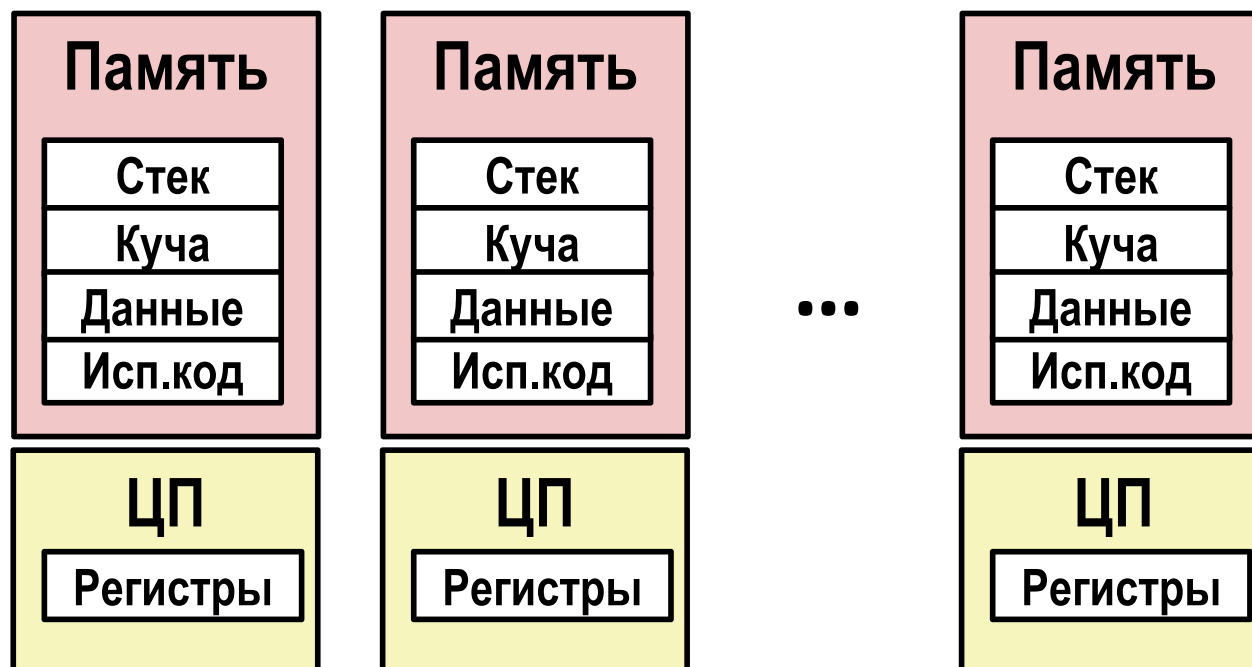 Память
Стек
Куча
Данные
Исп.код
ЦП
Регистры
Память
Стек
Куча
Данные
Исп.код
ЦП
Регистры
...
Память
Стек
Куча
Данные
Исп.код
ЦП
Регистры